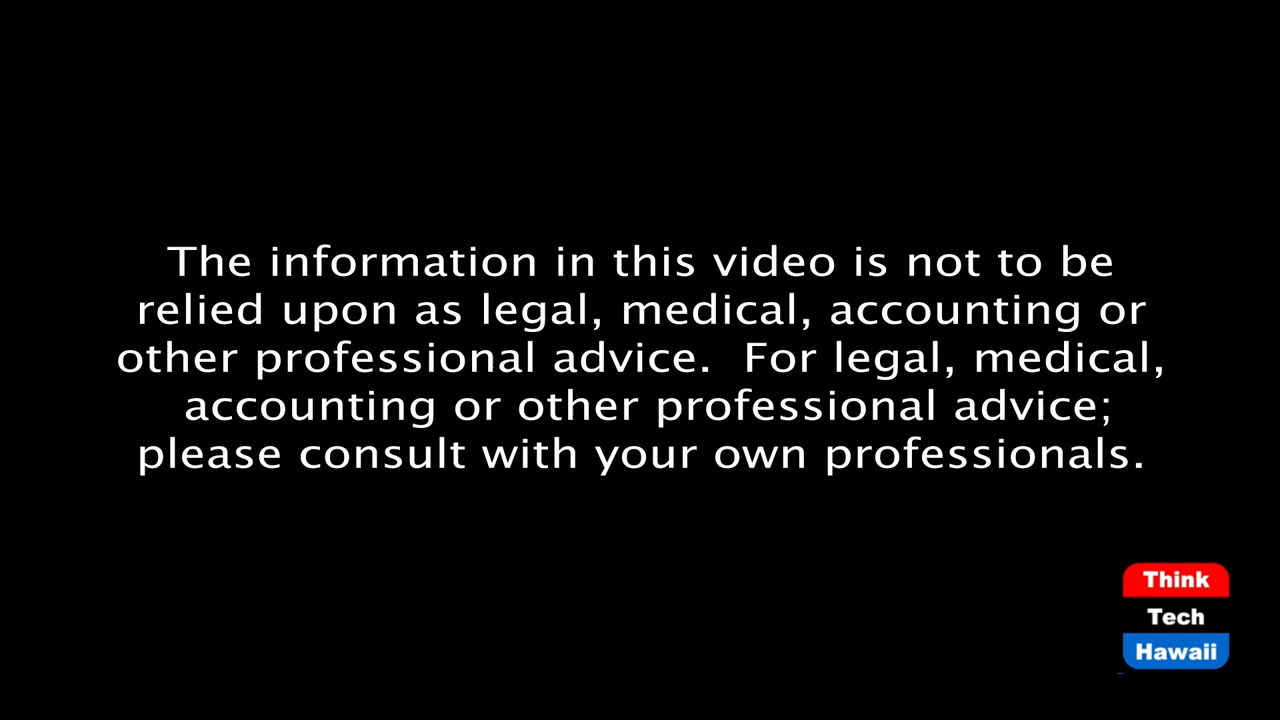 The information in this video is not to be
relied upon as legal, medical, accounting or
other professional advice.  For legal, medical,
accounting or other professional advice;
please consult with your own professionals.
Think
Tech
Hawaii